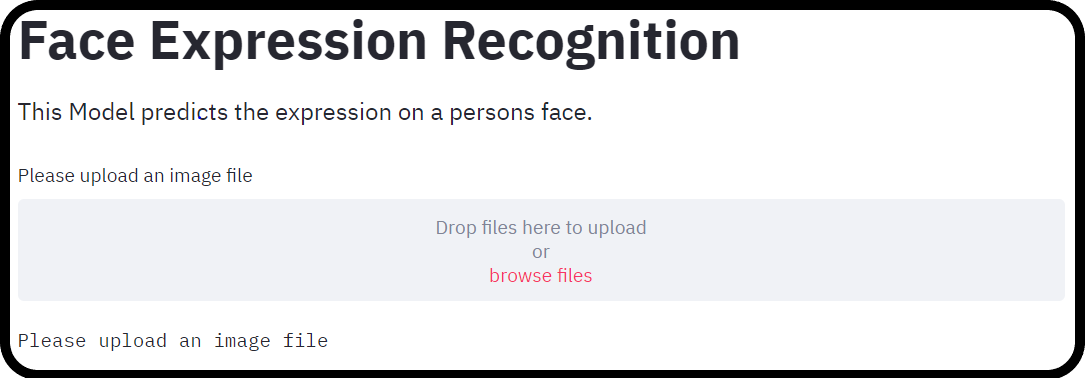 Face Expression Recognition
This Model predicts the expression on a persons face.
Please upload an image file
Drop files here to upload
or
browse files
Please upload an image file